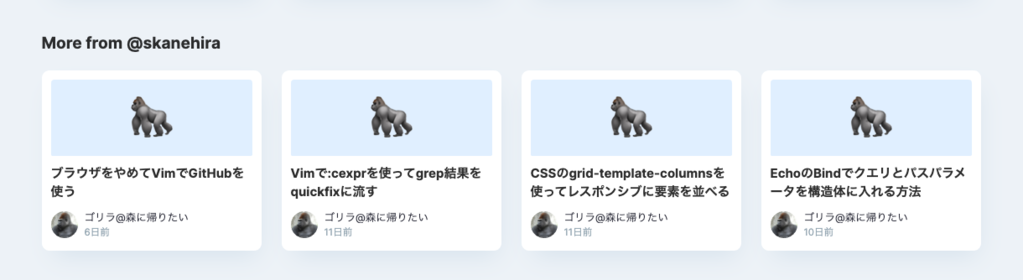 More from @skanehira
ブラウザをやめてVimでGitHubを
使う
ゴリラ@森に帰りたい
6日前
Vimで:cexprを使ってgrep結果を
quickfixに流す
ゴリラ@森に帰りたい
11日前
CSSのgrid-template-columnsを
使ってレスポンシブに要素を並べる
ゴリラ@森に帰りたい
11日前
EchoのBindでクエリとパスパラメ
ータを構造体に入れる方法
ゴリラ@森に帰りたい
10日前